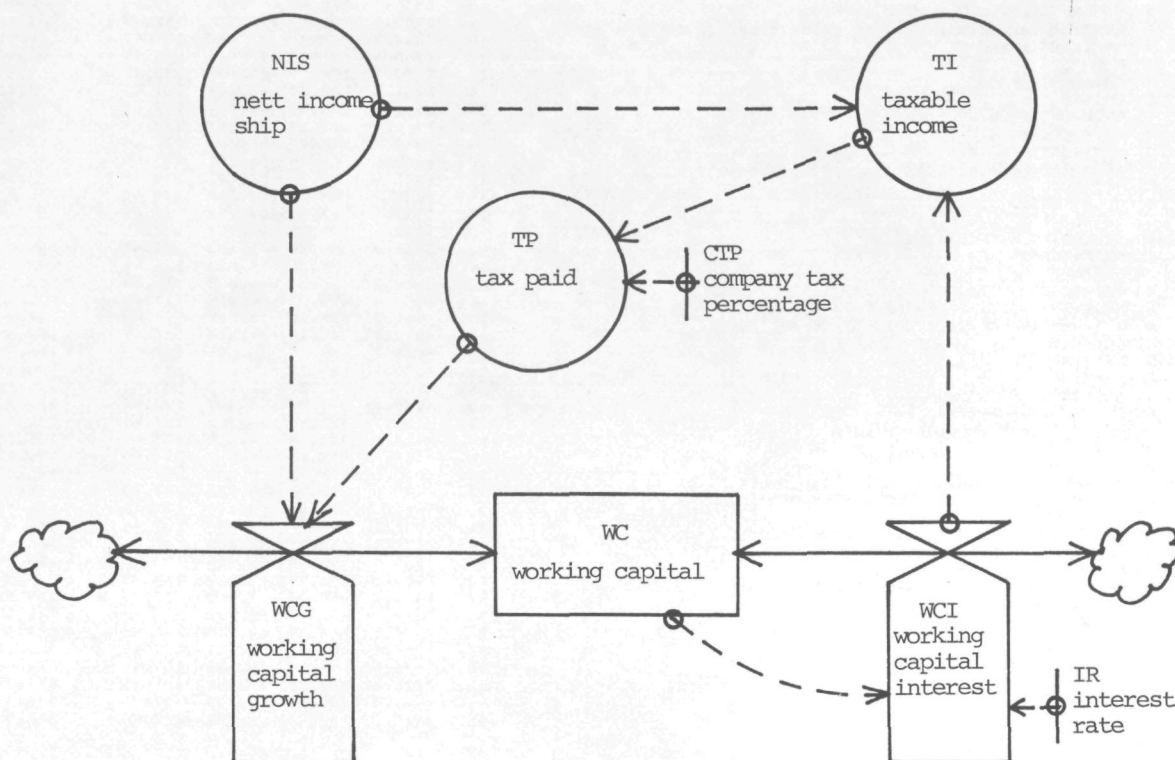 NIS
nett income
ship
TI
taxable
income
TP
tax paid
CTP
company tax
percentage
WC
working capital
WCG
working
capital
growth
WCI
working
capital
interest
IR
interest
rate